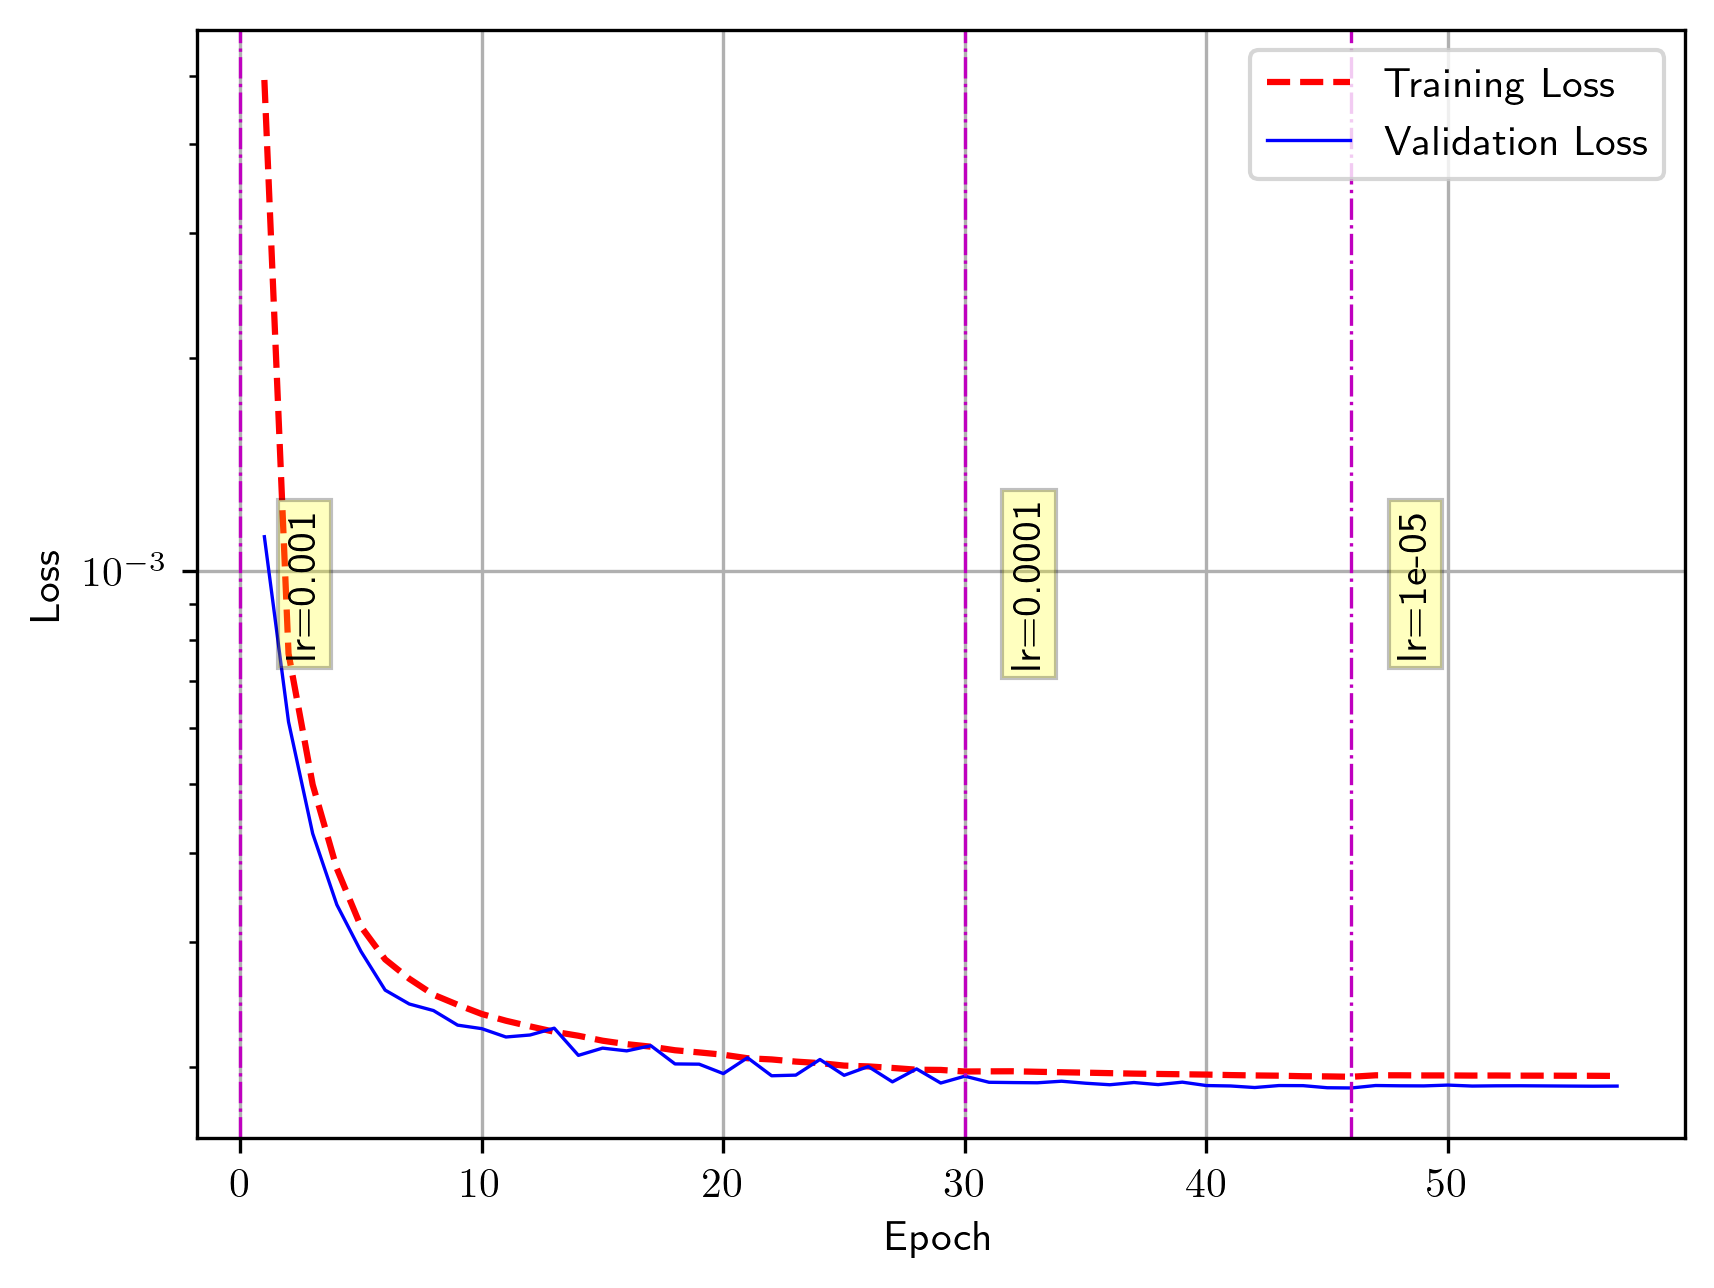 Training Loss
Validation Loss
Loss
10⁻³
lr=0.001
lr=0.0001
lr=1e-05
0
10
20
30
40
50
Epoch